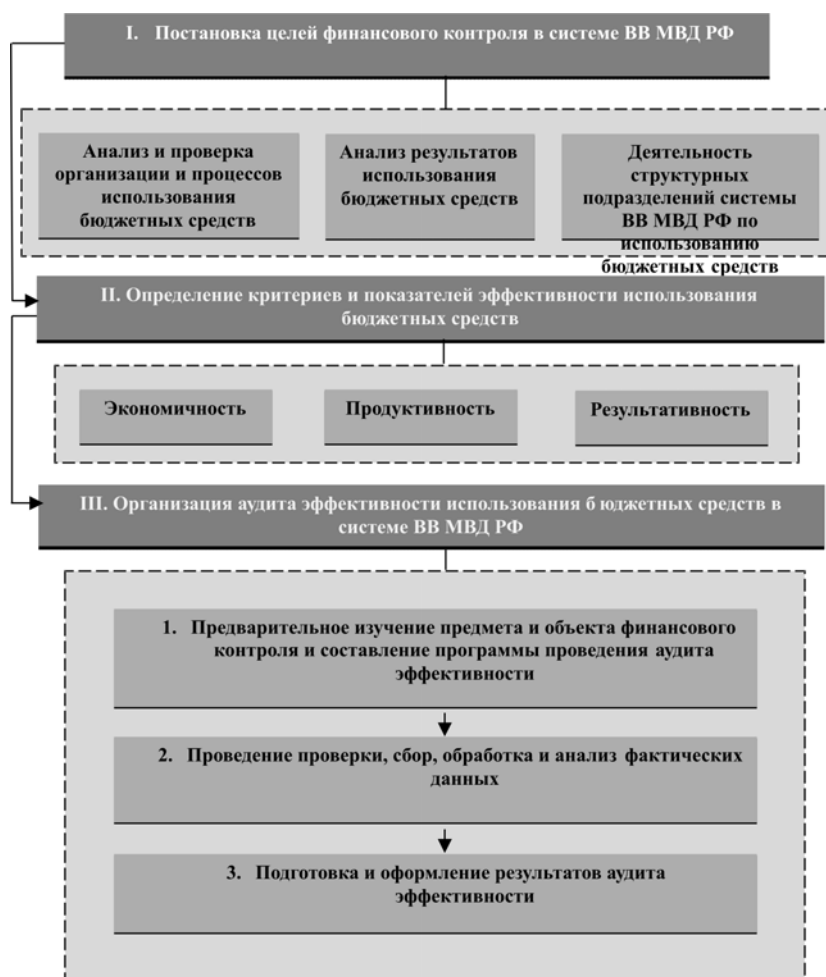 I. Постановка целей финансового контроля в системе ВВ МВД РФ
Анализ и проверка
организации и процессов
использования
бюджетных средств
Анализ результатов
использования
бюджетных средств
Деятельность
структурных
подразделений системы
ВВ МВД РФ по
использованию
бюджетных средств
II. Определение критериев и показателей эффективности использования
бюджетных средств
Экономичность
Продуктивность
Результативность
III. Организация аудита эффективности использования б юджетных средств в
системе ВВ МВД РФ
1. Предварительное изучение предмета и объекта финансового
контроля и составление программы проведения аудита
эффективности
2. Проведение проверки, сбор, обработка и анализ фактических
данных
3. Подготовка и оформление результатов аудита
эффективности